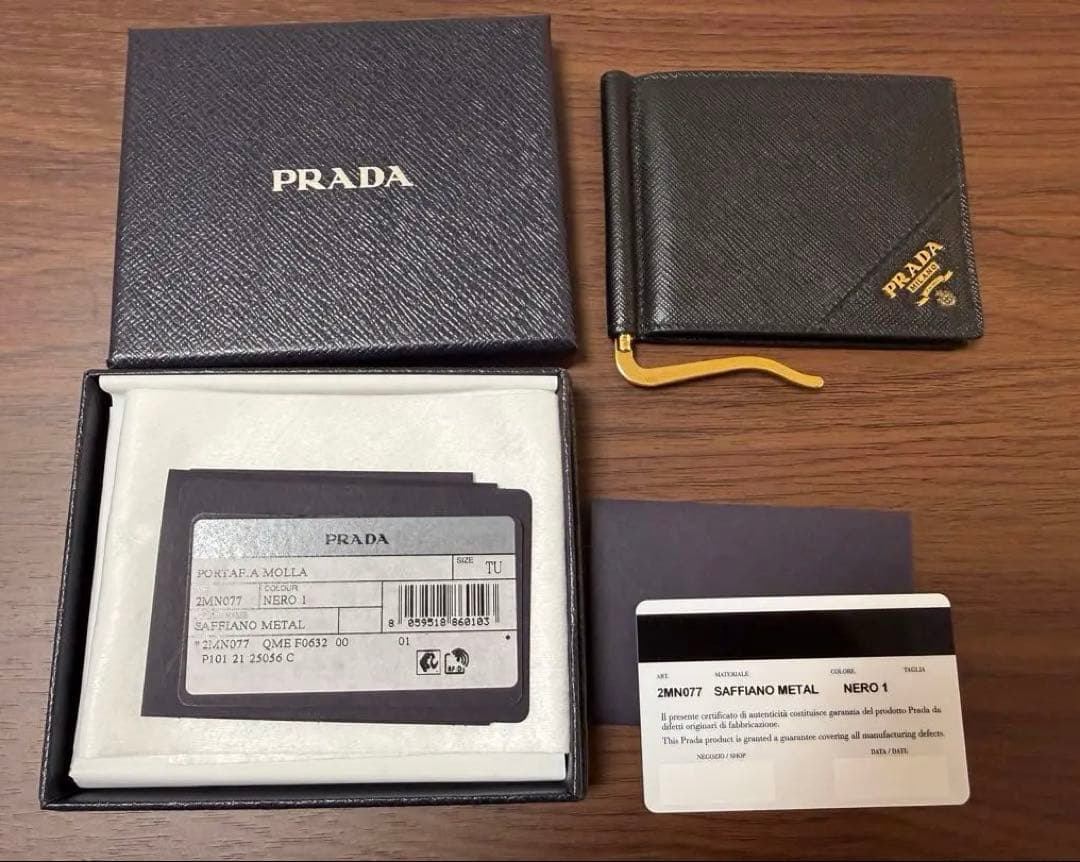 PRADA
PRADA
MILANO
PRADA
PORTAF.A MOLLA
SIZE
TU
2MN077
COLOUR
NERO 1
SAFFIANO METAL
8 059518 860103
*2MN077 QME F0632 00 01
P101 21 25056 C
RFID
ART.
MATERIALE
COLORE
TAGLIA
2MN077 SAFFIANO METAL NERO 1
Il presente certificato di autenticità costituisce garanzia del prodotto Prada da
difetti originari di fabbricazione.
This Prada product is granted a guarantee covering all manufacturing defects.
NEGOZIO / SHOP
DATA / DATE